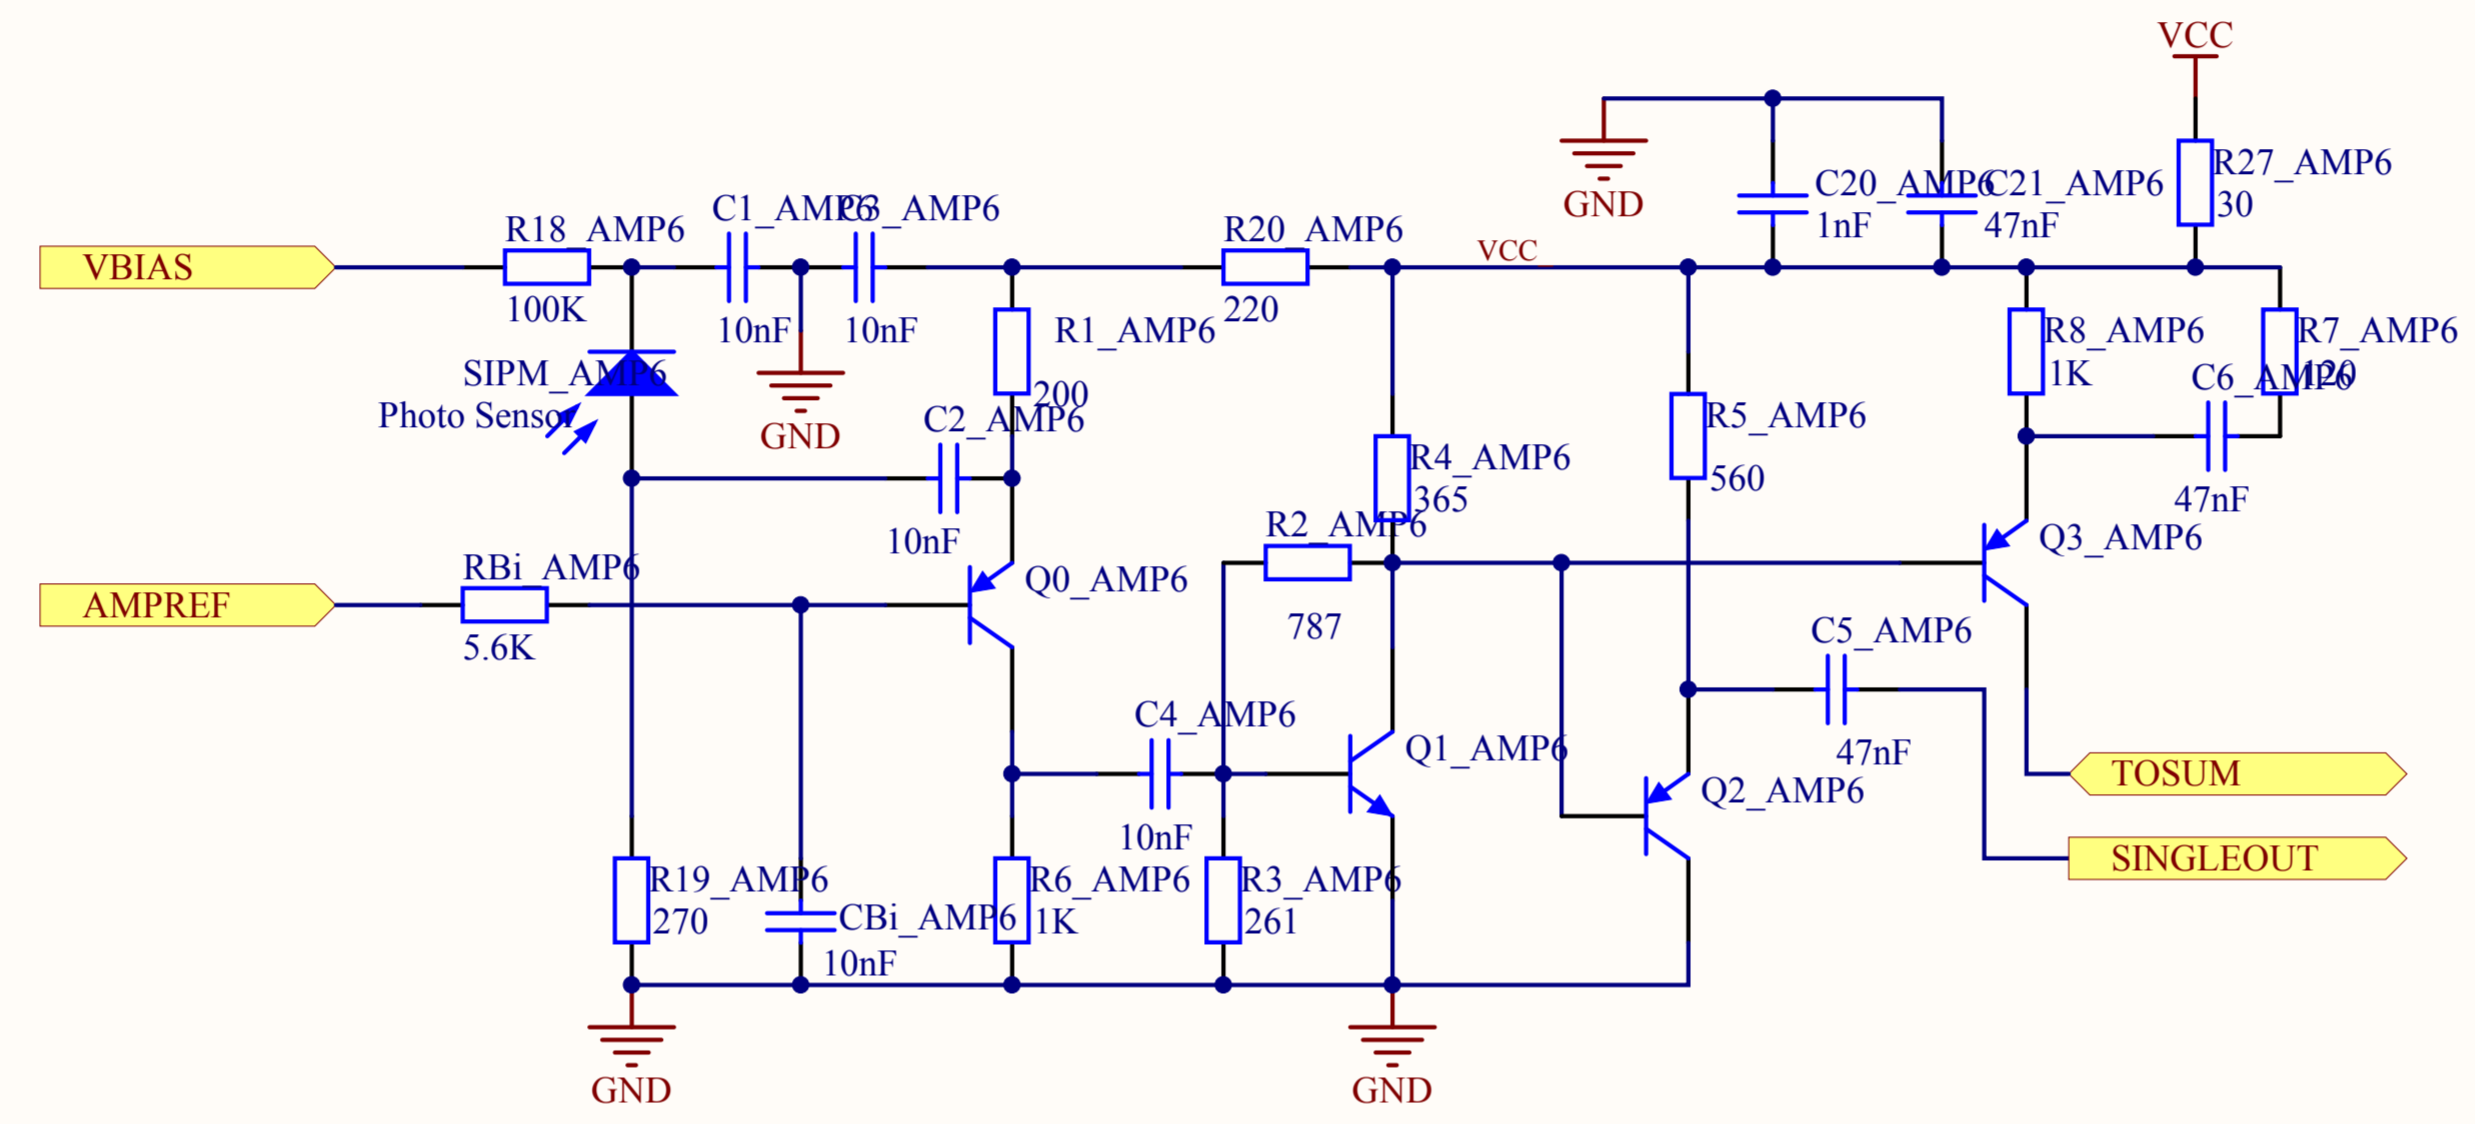 VCC
R27_AMP6
30
GND
C20_AMP6
1nF
C21_AMP6
47nF
VBIAS
R18_AMP6
100K
C1_AMP6
10nF
C3_AMP6
10nF
GND
R20_AMP6
220
VCC
R1_AMP6
200
SIPM_AMP6
Photo Sensor
C2_AMP6
10nF
R4_AMP6
365
R5_AMP6
560
R8_AMP6
1K
R7_AMP6
120
C6_AMP6
47nF
AMPREF
RBi_AMP6
5.6K
Q0_AMP6
R2_AMP6
787
Q3_AMP6
C5_AMP6
47nF
C4_AMP6
10nF
Q1_AMP6
Q2_AMP6
TOSUM
SINGLEOUT
R19_AMP6
270
CBi_AMP6
10nF
R6_AMP6
1K
R3_AMP6
261
GND
GND